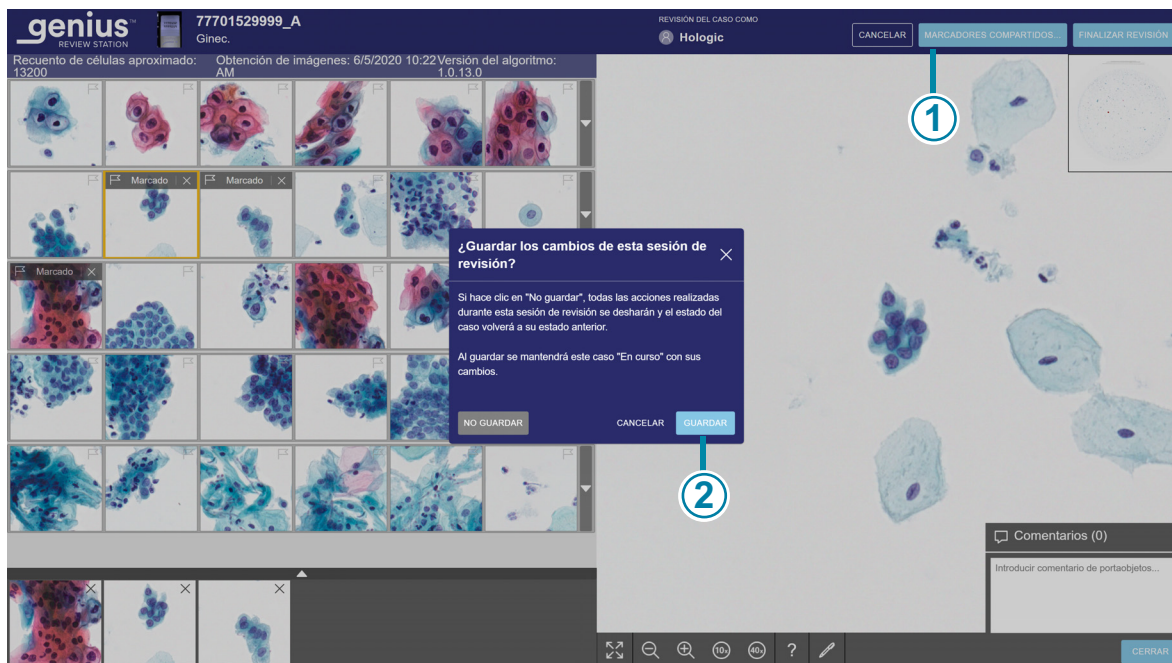 genius™
REVIEW STATION
77701529999_A
Ginec.
REVISIÓN DEL CASO COMO
Hologic
CANCELAR
MARCADORES COMPARTIDOS...
FINALIZAR REVISIÓN
Recuento de células aproximado:
13200
Obtención de imágenes: 6/5/2020 10:22
AM
Versión del algoritmo:
1.0.13.0
1
Marcado
Marcado
Marcado
¿Guardar los cambios de esta sesión de
revisión?
Si hace clic en "No guardar", todas las acciones realizadas
durante esta sesión de revisión se desharán y el estado del
caso volverá a su estado anterior.
Al guardar se mantendrá este caso "En curso" con sus
cambios.
NO GUARDAR
CANCELAR
GUARDAR
2
Comentarios (0)
Introducir comentario de portaobjetos...
10x
40x
?
CERRAR